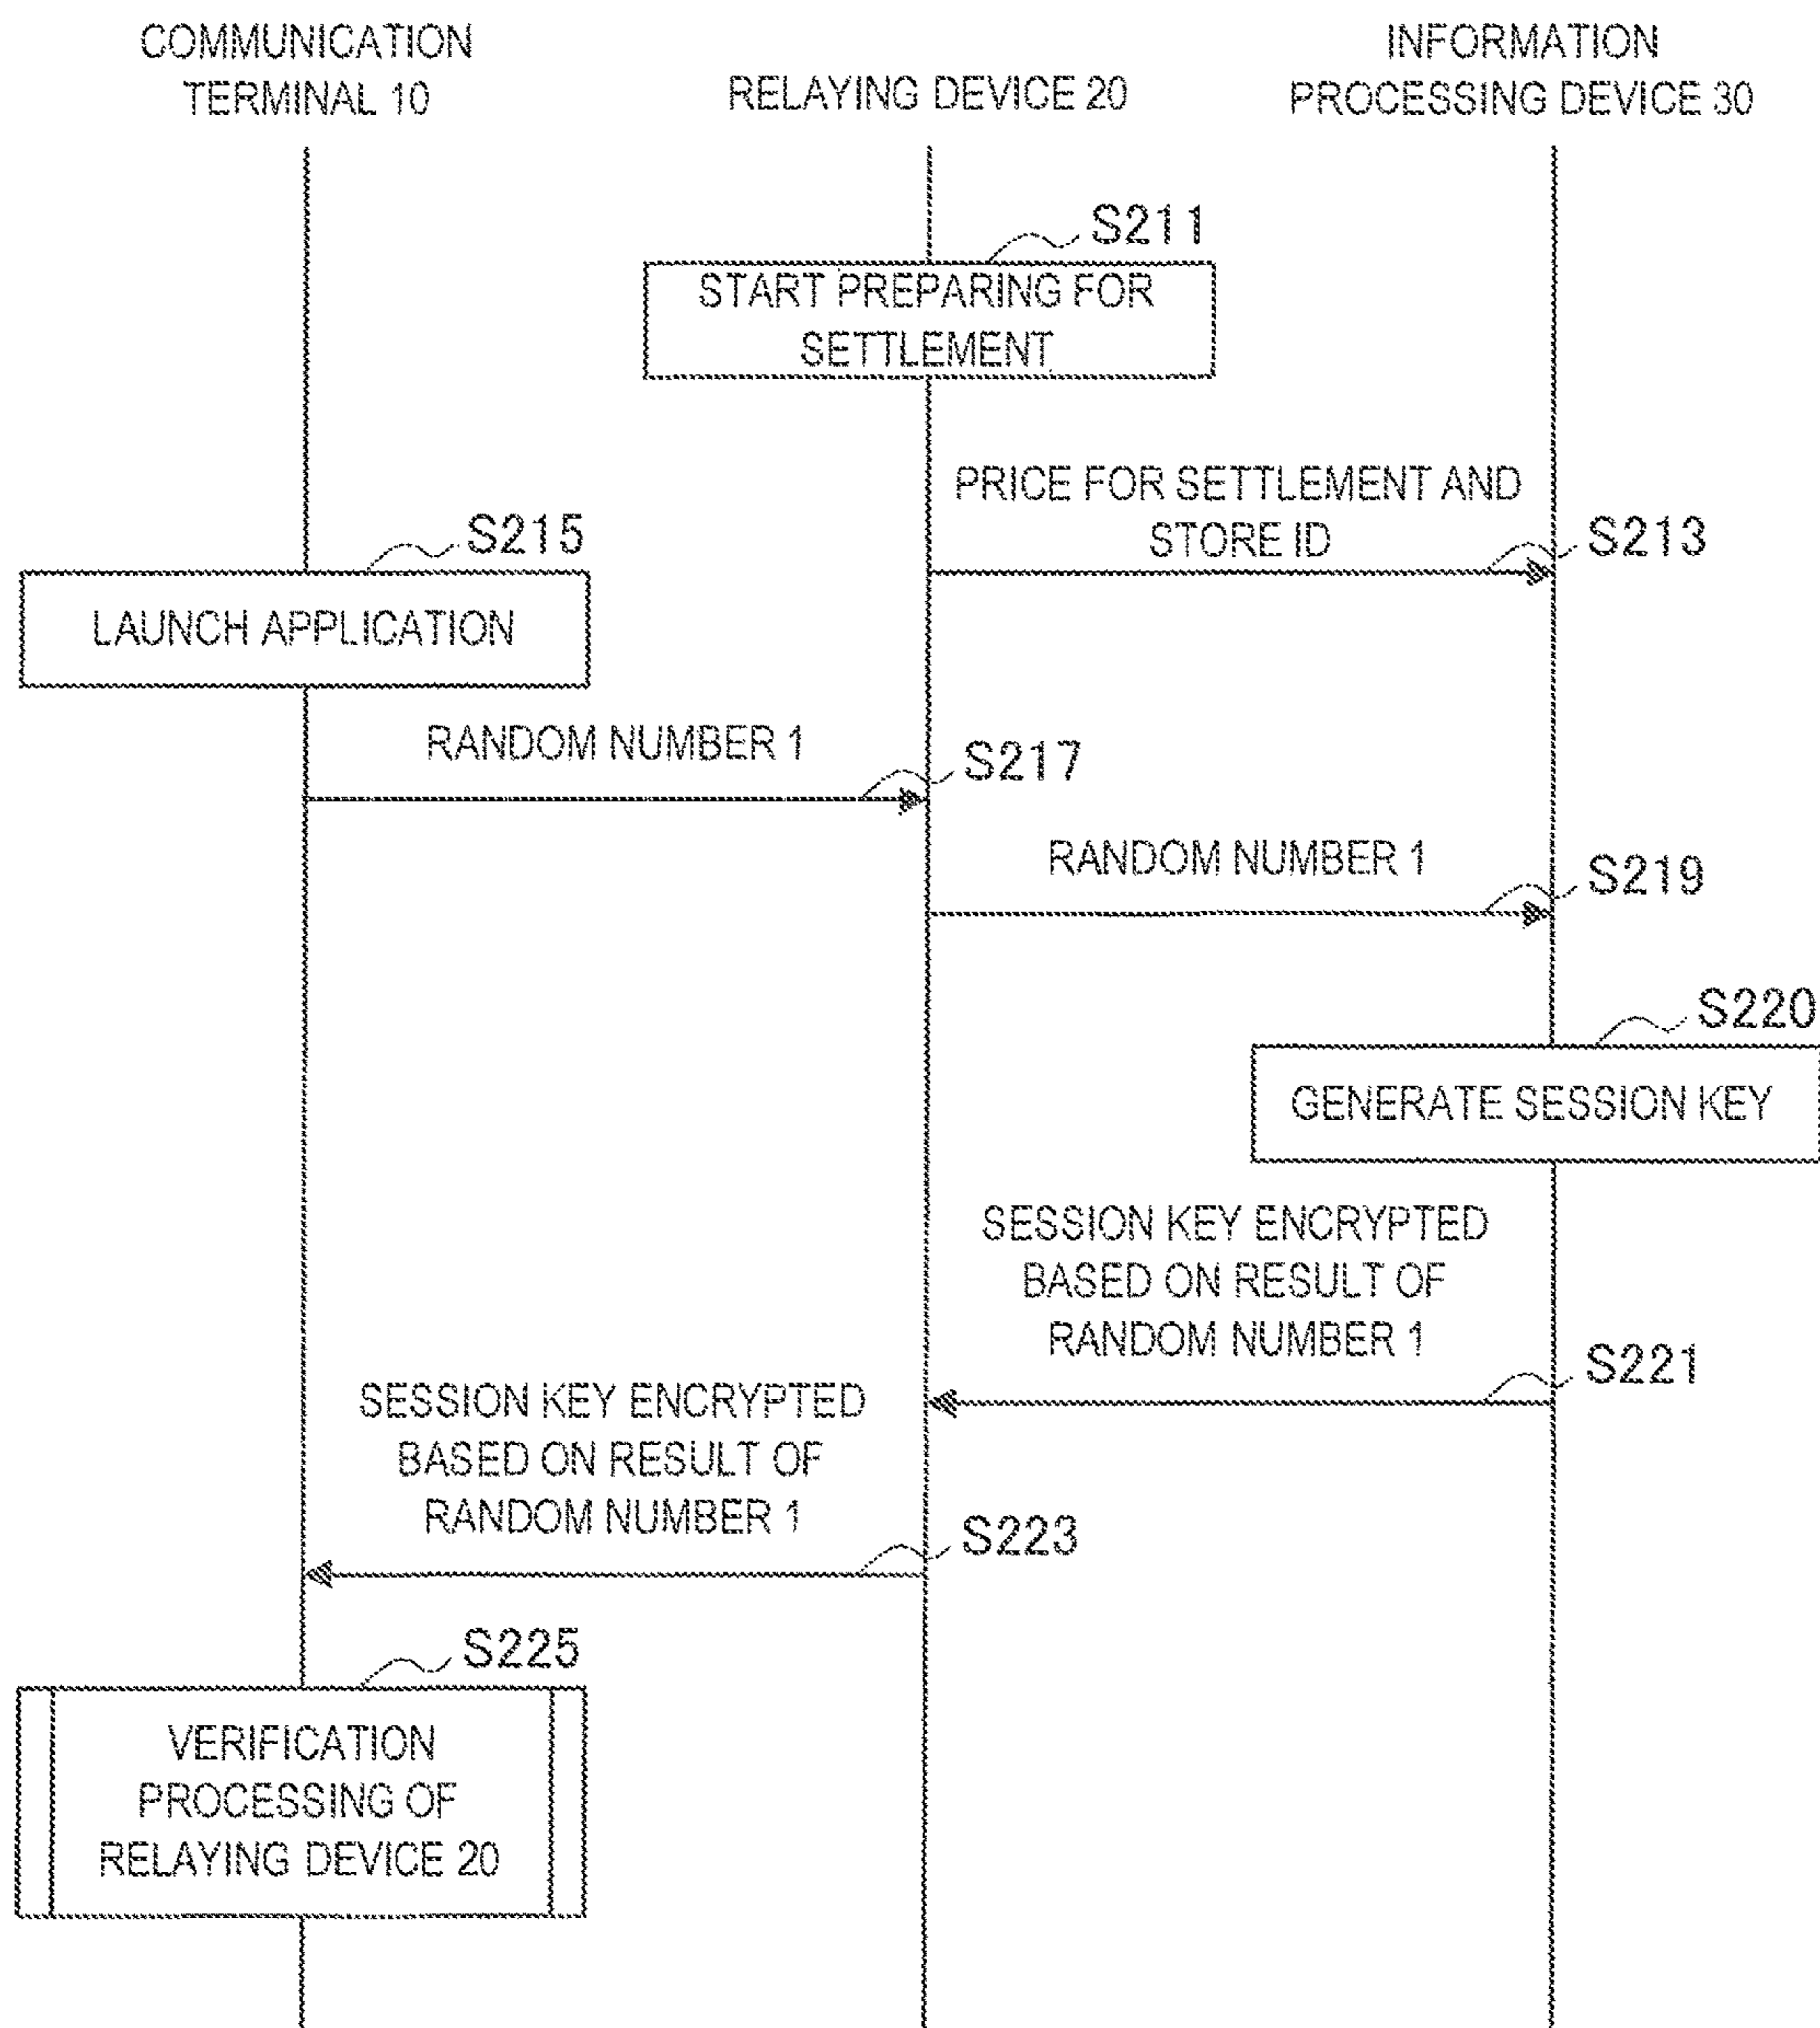 COMMUNICATION
TERMINAL 10
RELAYING DEVICE 20
INFORMATION
PROCESSING DEVICE 30
S211
START PREPARING FOR
SETTLEMENT
PRICE FOR SETTLEMENT AND
STORE ID
S213
S215
LAUNCH APPLICATION
RANDOM NUMBER 1
S217
RANDOM NUMBER 1
S219
S220
GENERATE SESSION KEY
SESSION KEY ENCRYPTED
BASED ON RESULT OF
RANDOM NUMBER 1
S221
SESSION KEY ENCRYPTED
BASED ON RESULT OF
RANDOM NUMBER 1
S223
S225
VERIFICATION
PROCESSING OF
RELAYING DEVICE 20